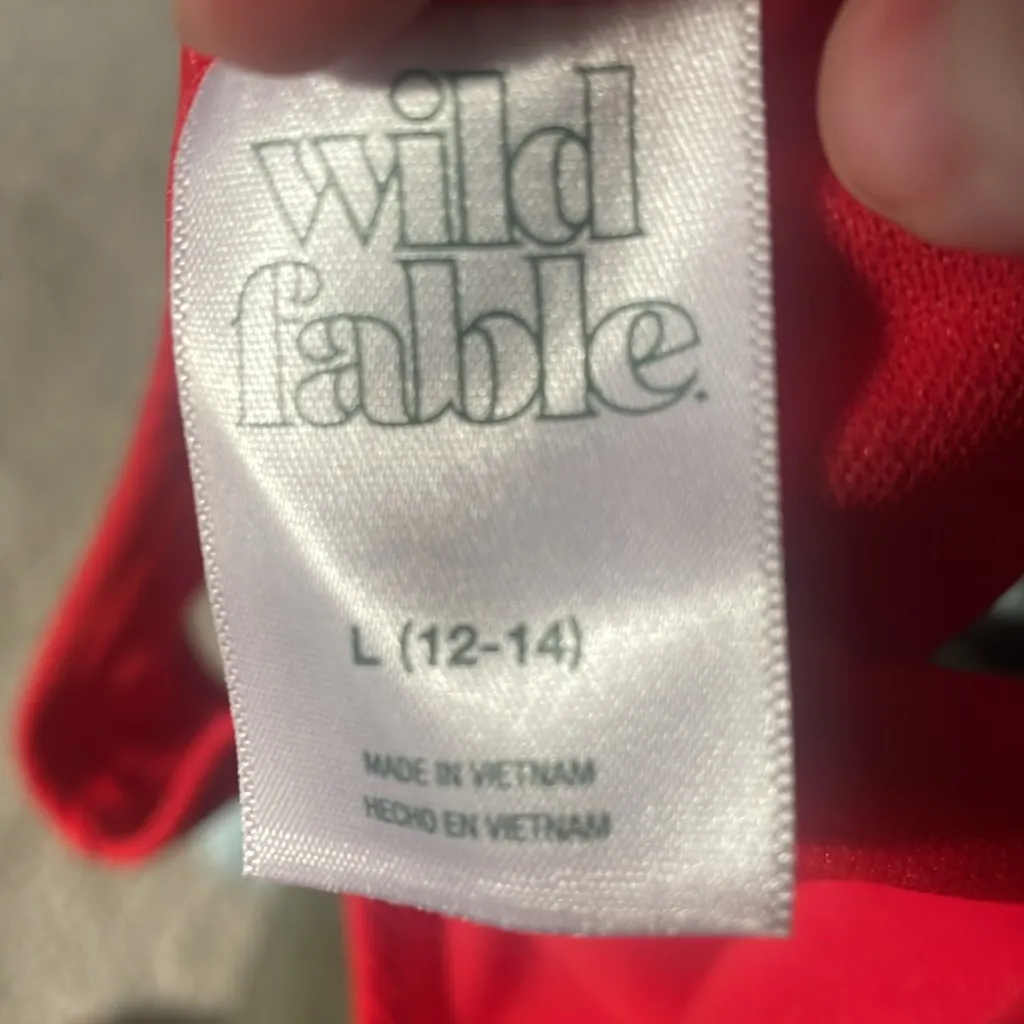 wild
fable.
L (12-14)
MADE IN VIETNAM
HECHO EN VIETNAM